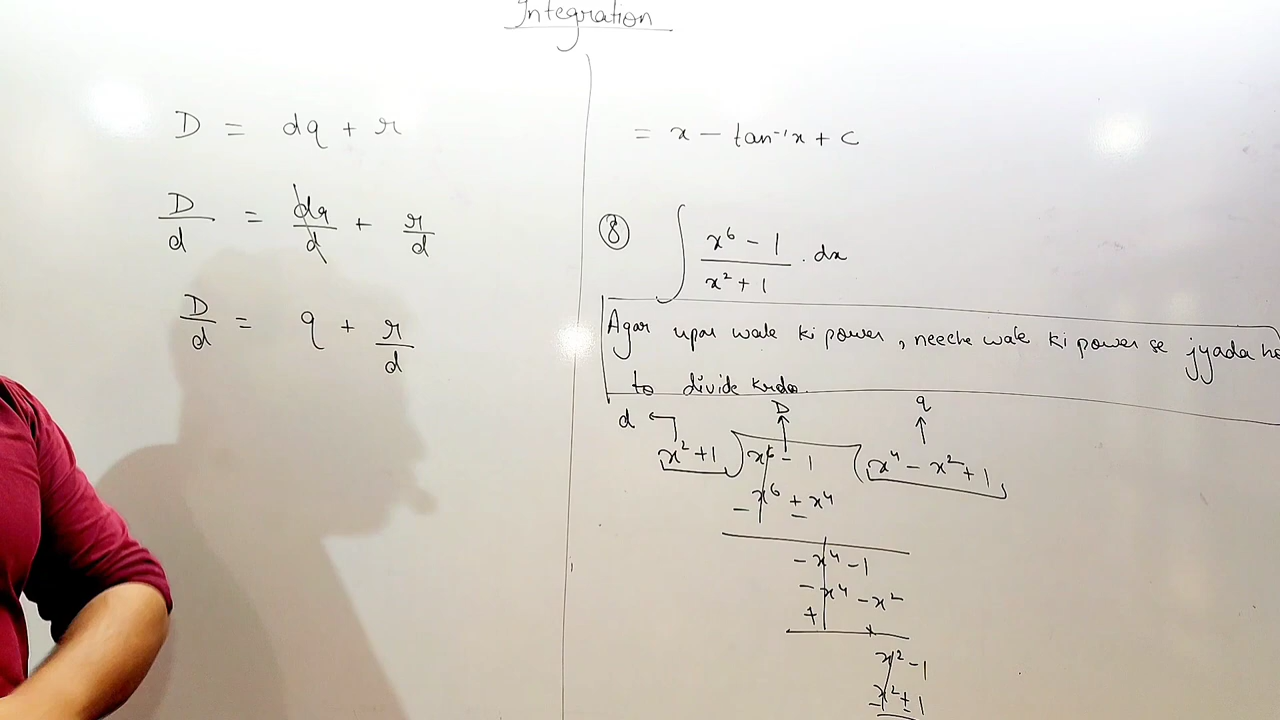 Integration
D = dq + r
D/d = dq/d + r/d
D/d = q + r/d
= x - tan⁻¹x + c
⑧ ∫ x⁶ - 1 / x² + 1 . dx
Agar upar wale ki power, neeche wale ki power se jyada ho
to divide krdo.
d D q
x² + 1 ) x⁶ - 1 ( x⁴ - x² + 1
- x⁶ + x⁴
-
- x⁴ - 1
- x⁴ - x²
+ +
x² - 1
x² + 1
- -